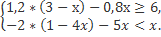 {1,2 * (3 − x) − 0,8x ≥ 6,
−2 * (1 − 4x) − 5x < x.